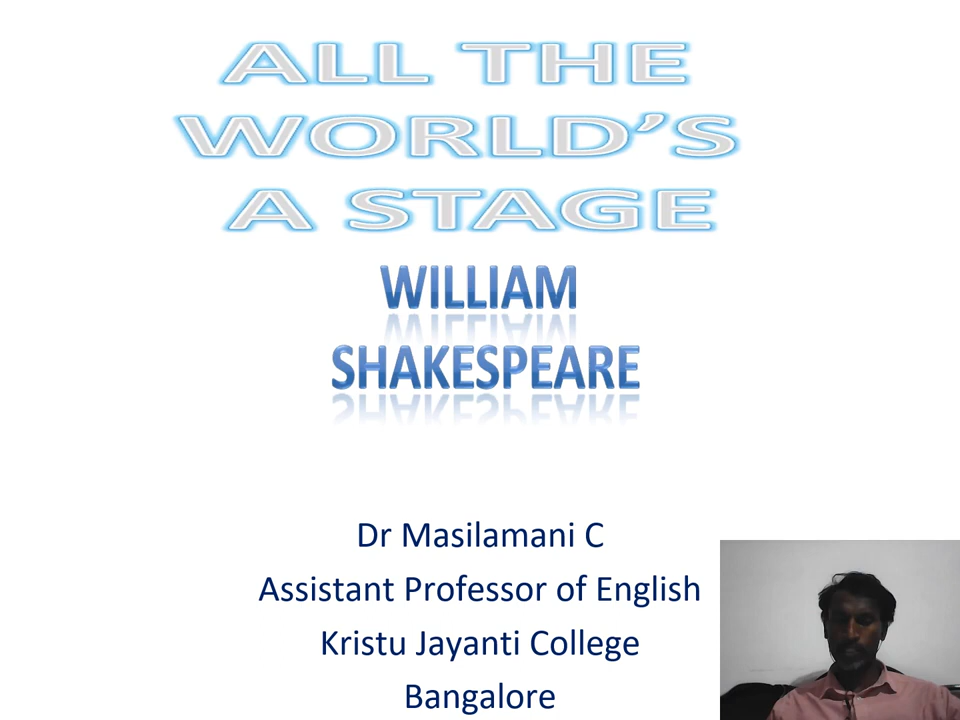 ALL THE
WORLD’S
A STAGE
WILLIAM
SHAKESPEARE
Dr Masilamani C
Assistant Professor of English
Kristu Jayanti College
Bangalore